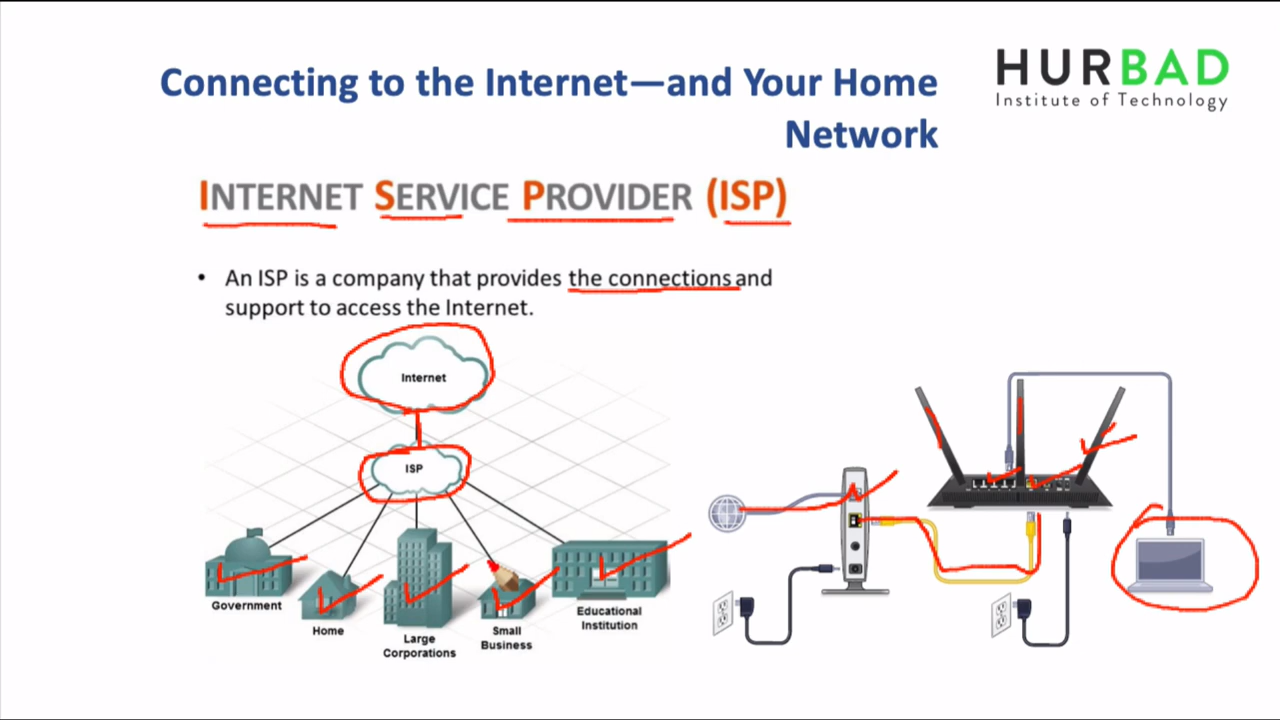 Connecting to the Internet—and Your Home
Network
HURBAD
Institute of Technology
INTERNET SERVICE PROVIDER (ISP)
• An ISP is a company that provides the connections and
support to access the Internet.
Internet
ISP
Government
Home
Large
Corporations
Small
Business
Educational
Institution